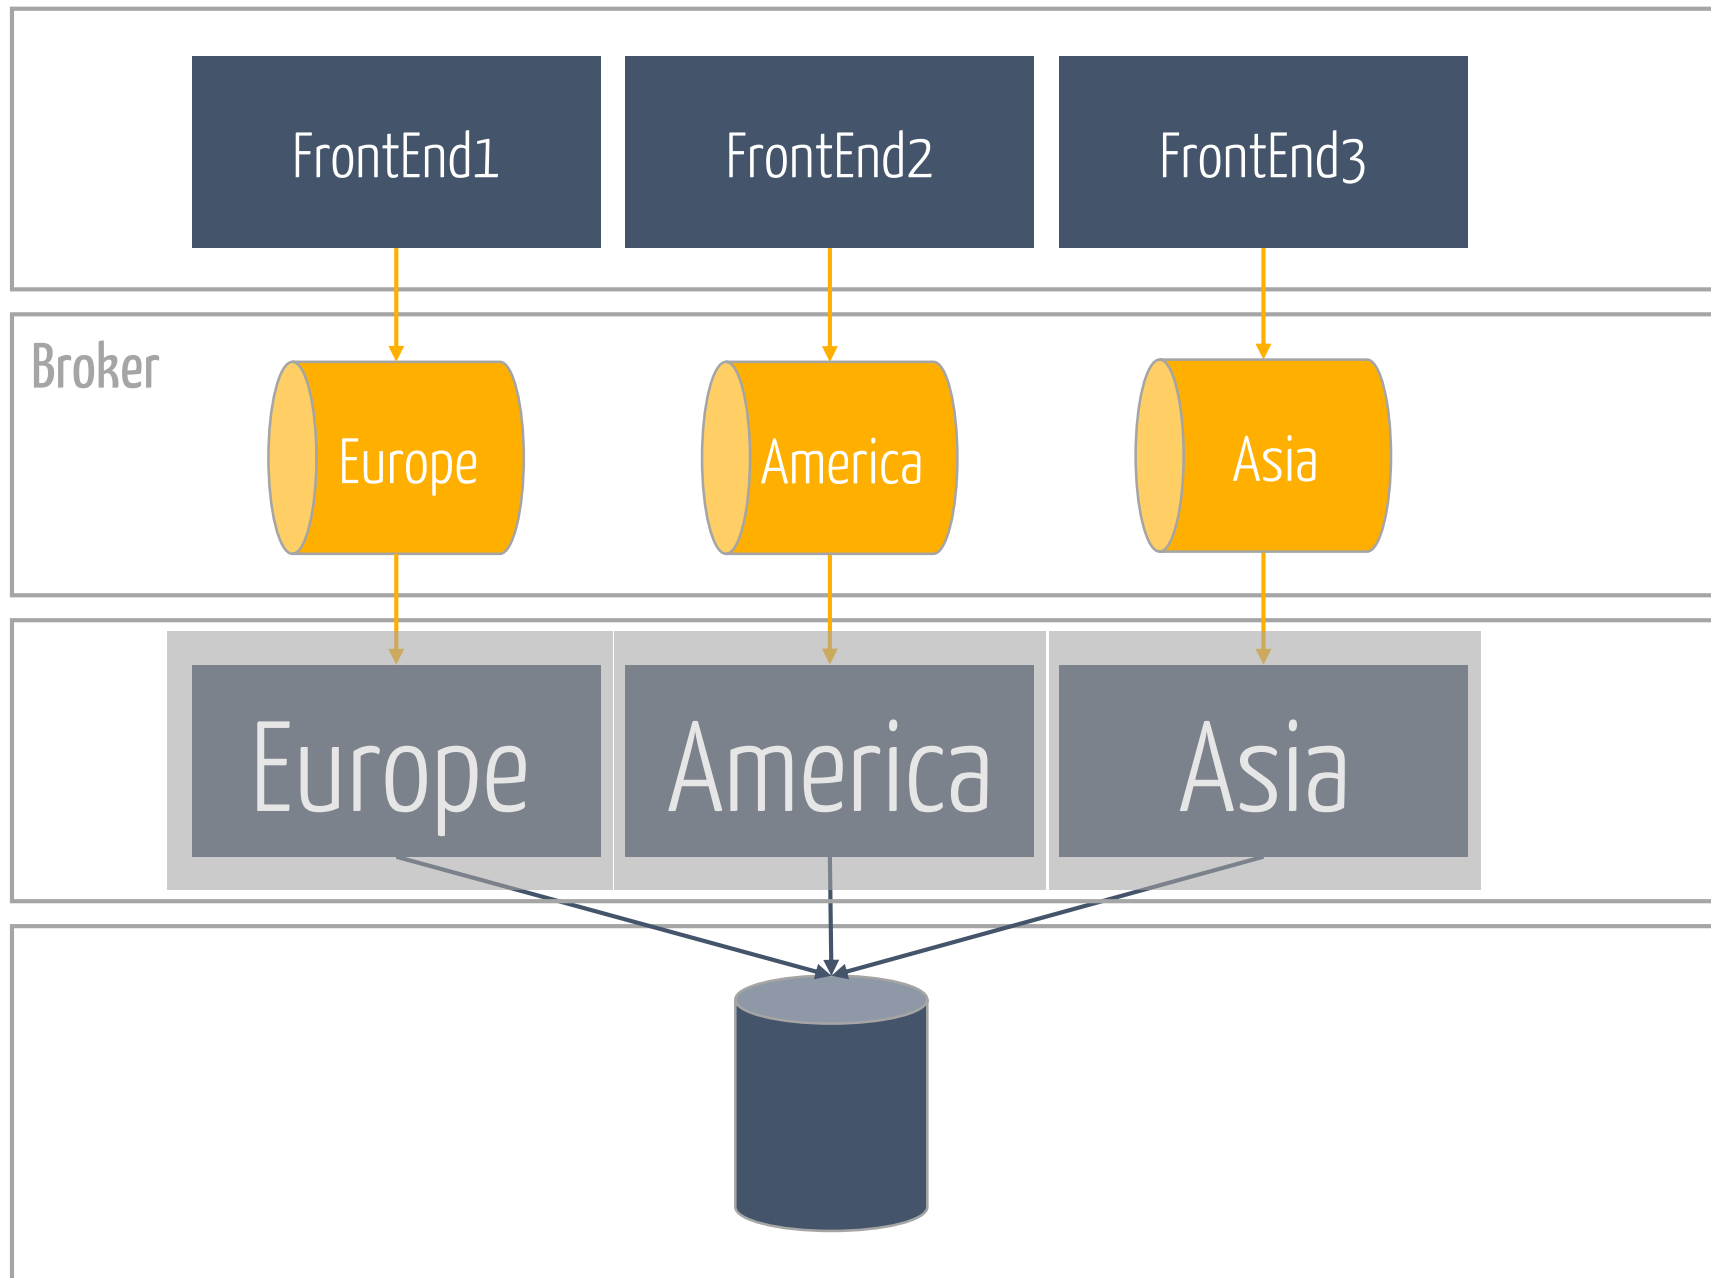 FrontEnd1
FrontEnd2
FrontEnd3
Broker
Europe
America
Asia
Europe
America
Asia